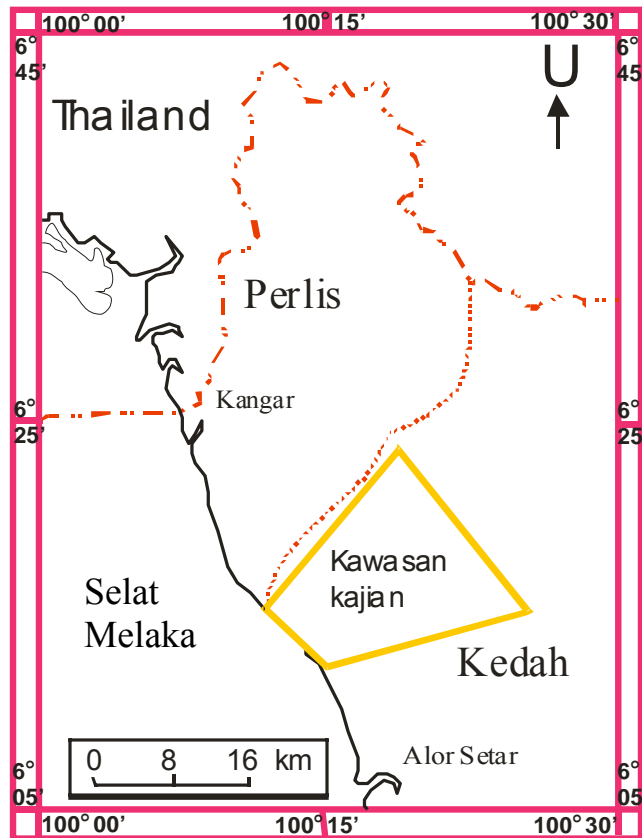 100° 00’ 100° 15’ 100° 30’
6° 45’ 6° 45’
U
Thailand
Perlis
Kangar
6° 25’ 6° 25’
Kawasan
kajian
Selat
Melaka
Kedah
0 8 16 km
Alor Setar
6° 05’ 6° 05’
100° 00’ 100° 15’ 100° 30’